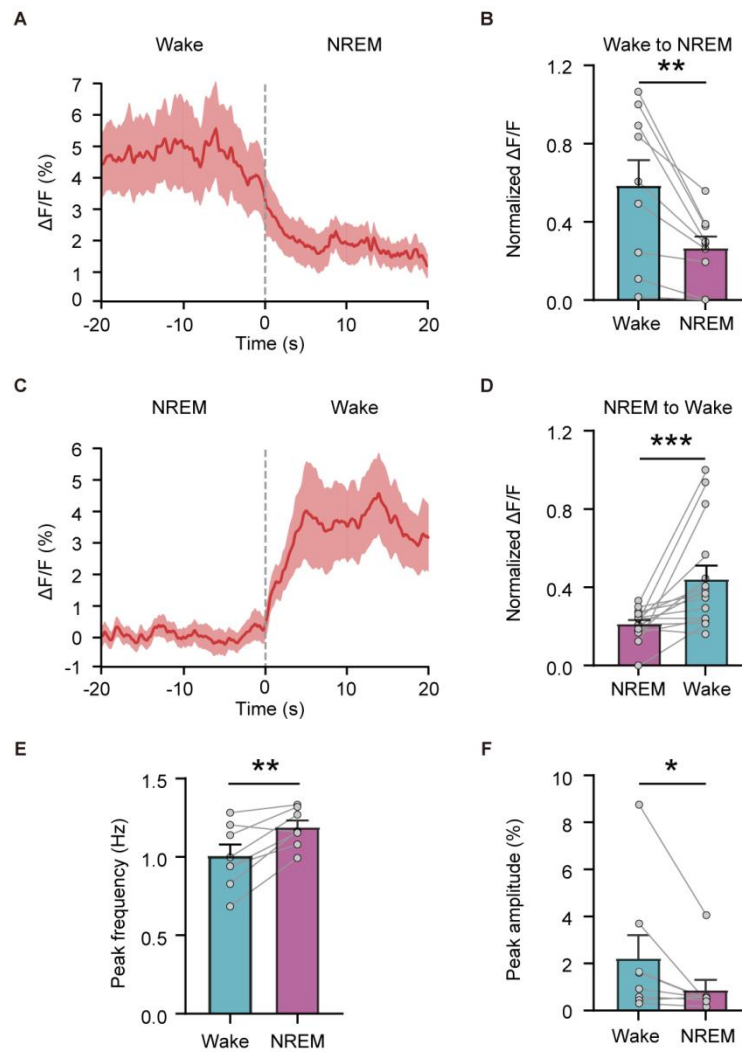 A
Wake NREM
7
6
5
4
3
2
1
0
ΔF/F (%)
-20 -10 0 10 20
Time (s)
B
Wake to NREM
**
1.2
0.8
0.4
0.0
Normalized ΔF/F
Wake NREM
C
NREM Wake
6
5
4
3
2
1
0
-1
ΔF/F (%)
-20 -10 0 10 20
Time (s)
D
NREM to Wake
***
1.2
0.8
0.4
0.0
Normalized ΔF/F
NREM Wake
E
**
1.5
1.0
0.5
0.0
Peak frequency (Hz)
Wake NREM
F
*
10
8
6
4
2
0
Peak amplitude (%)
Wake NREM